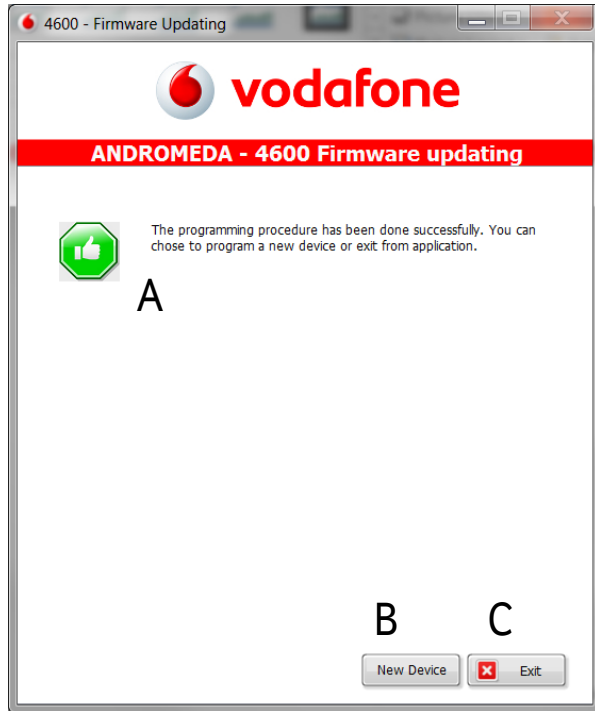 4600 - Firmware Updating
vodafone
ANDROMEDA - 4600 Firmware updating
The programming procedure has been done successfully. You can
chose to program a new device or exit from application.
A
B C
New Device Exit